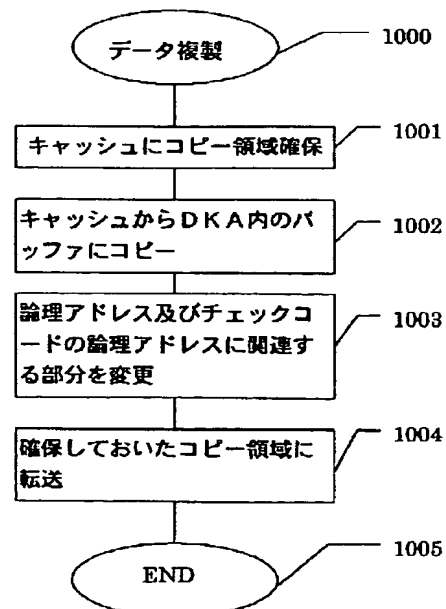 データ複製
1000
キャッシュにコピー領域確保
1001
キャッシュからDKA内のバ
ッファにコピー
1002
論理アドレス及びチェックコ
ードの論理アドレスに関連す
る部分を変更
1003
確保しておいたコピー領域に
転送
1004
END
1005